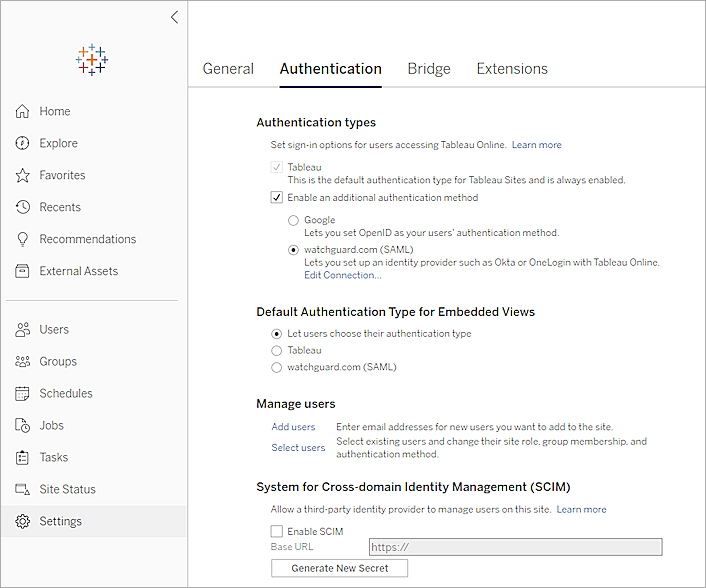 General Authentication Bridge Extensions
Home
Explore
Favorites
Recents
Recommendations
External Assets
Users
Groups
Schedules
Jobs
Tasks
Site Status
Settings
Authentication types
Set sign-in options for users accessing Tableau Online. Learn more
Tableau
This is the default authentication type for Tableau Sites and is always enabled.
Enable an additional authentication method
Google
Lets you set OpenID as your users' authentication method.
watchguard.com (SAML)
Lets you set up an identity provider such as Okta or OneLogin with Tableau Online.
Edit Connection...
Default Authentication Type for Embedded Views
Let users choose their authentication type
Tableau
watchguard.com (SAML)
Manage users
Add users Enter email addresses for new users you want to add to the site.
Select users Select existing users and change their site role, group membership, and
authentication method.
System for Cross-domain Identity Management (SCIM)
Allow a third-party identity provider to manage users on this site. Learn more
Enable SCIM
Base URL https://
Generate New Secret